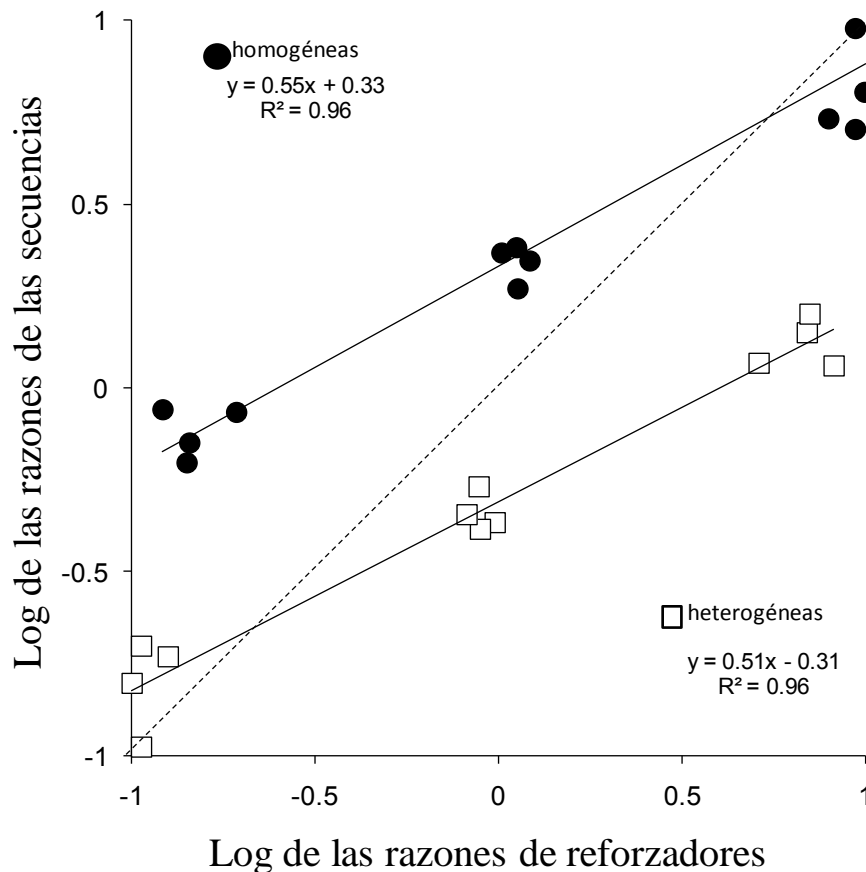 1
homogéneas
y = 0.55x + 0.33
R² = 0.96
0.5
0
-0.5
heterogéneas
y = 0.51x - 0.31
R² = 0.96
-1
-1
-0.5
0
0.5
1
Log de las razones de las secuencias
Log de las razones de reforzadores